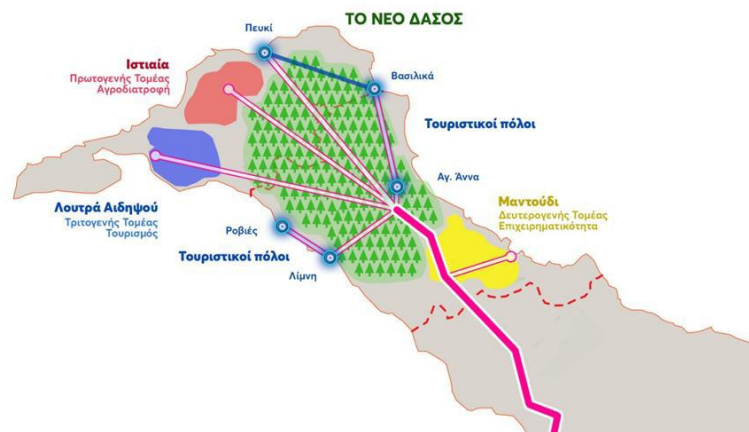 ΤΟ ΝΕΟ ΔΑΣΟΣ
Πευκί
Ιστιαία
Πρωτογενής Τομέας
Αγροδιατροφή
Βασιλικά
Τουριστικοί πόλοι
Αγ. Άννα
Μαντούδι
Δευτερογενής Τομέας
Επιχειρηματικότητα
Λουτρά Αιδηψού
Τριτογενής Τομέας
Τουρισμός
Ροβιές
Τουριστικοί πόλοι
Λίμνη